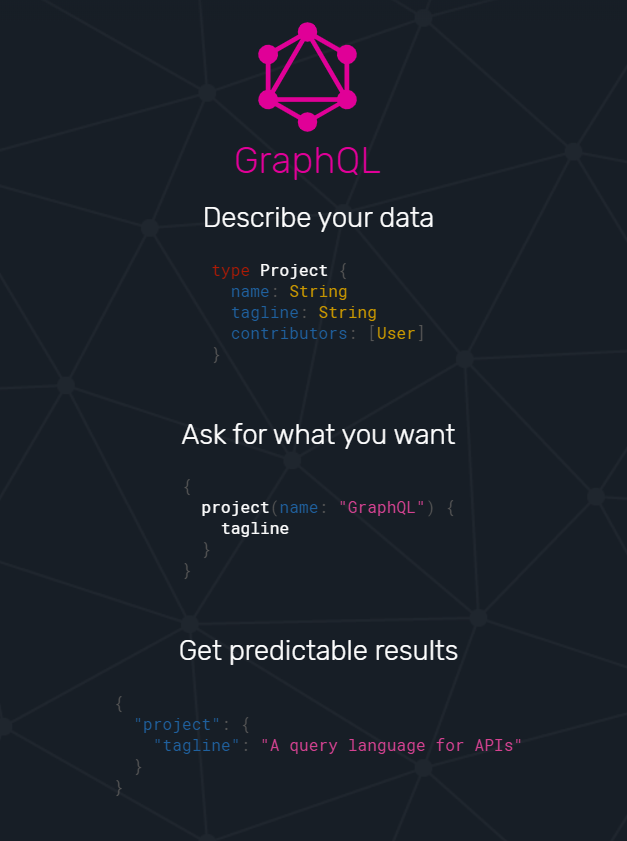 GraphQL
Describe your data
type Project {
  name: String
  tagline: String
  contributors: [User]
}
Ask for what you want
{
  project(name: "GraphQL") {
    tagline
  }
}
Get predictable results
{
  "project": {
    "tagline": "A query language for APIs"
  }
}